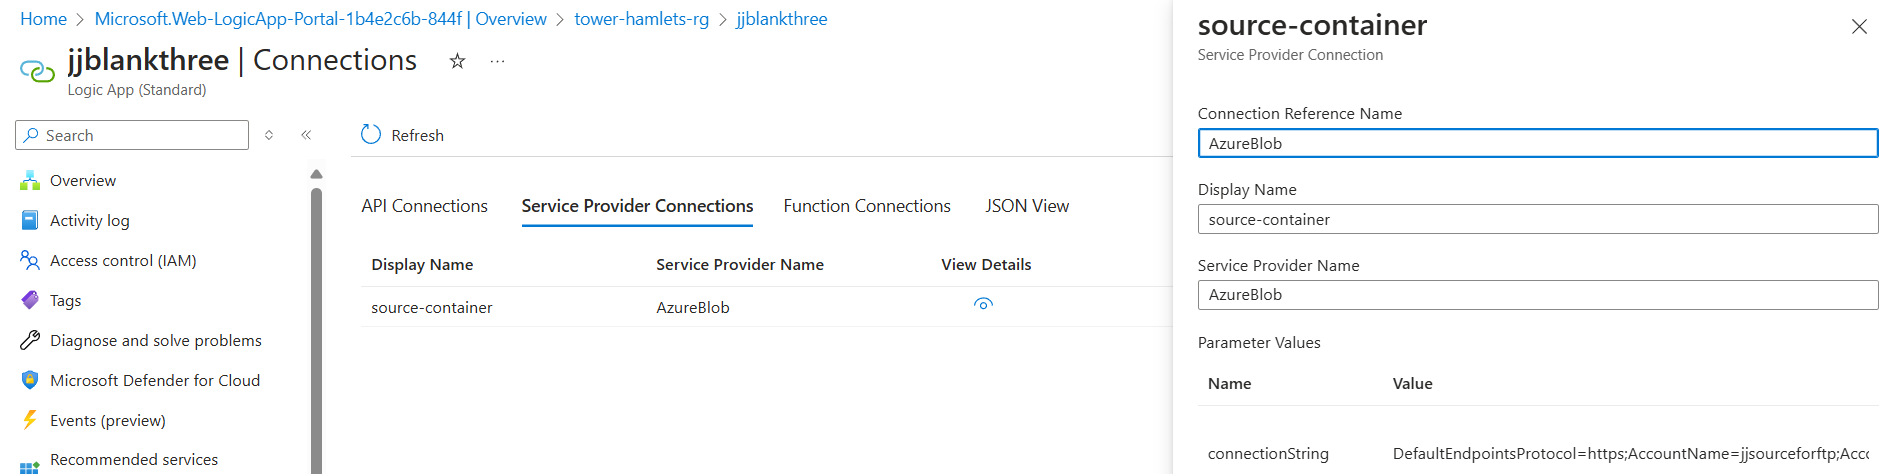 Home > Microsoft.Web-LogicApp-Portal-1b4e2c6b-844f | Overview > tower-hamlets-rg > jjblankthree
jjblankthree | Connections
Logic App (Standard)
Search
Overview
Activity log
Access control (IAM)
Tags
Diagnose and solve problems
Microsoft Defender for Cloud
Events (preview)
Recommended services
Refresh
API Connections Service Provider Connections Function Connections JSON View
Display Name Service Provider Name View Details
source-container AzureBlob
source-container
Service Provider Connection
Connection Reference Name
AzureBlob
Display Name
source-container
Service Provider Name
AzureBlob
Parameter Values
Name Value
connectionString DefaultEndpointsProtocol=https;AccountName=jjsourceforftp;Acc